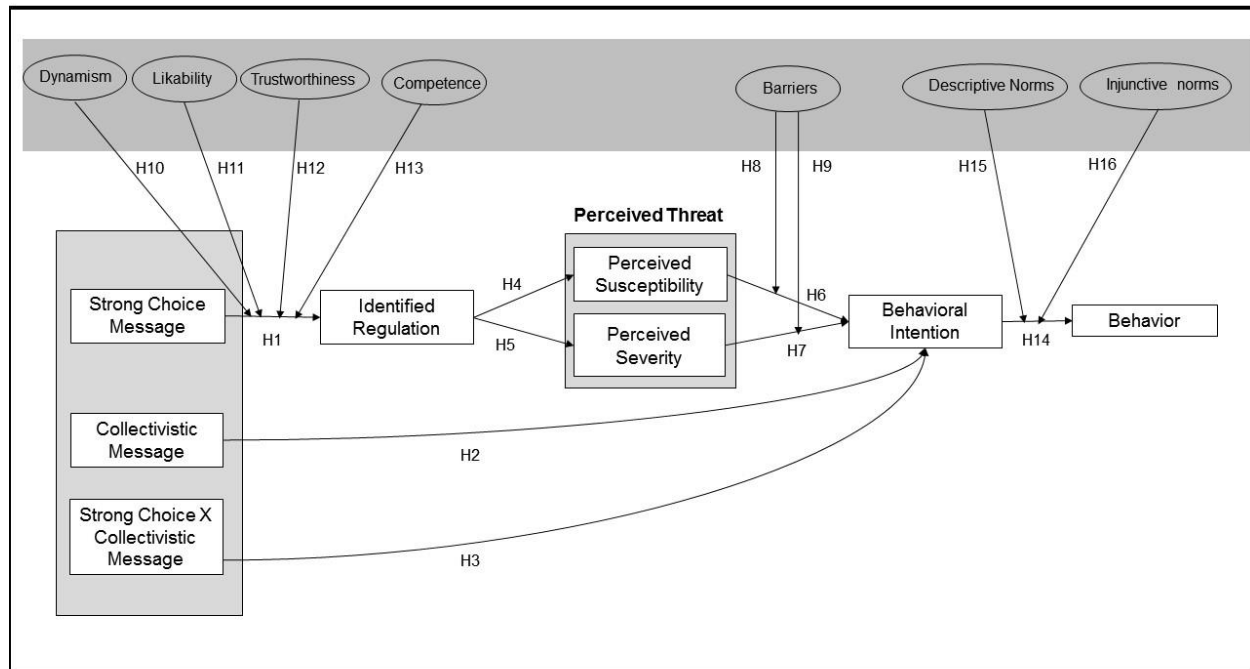 Dynamism
Likability
Trustworthiness
Competence
Barriers
Descriptive Norms
Injunctive norms
H10
H11
H12
H13
H8
H9
H15
H16
Perceived Threat
Strong Choice
Message
H1
Identified
Regulation
H4
H5
Perceived
Susceptibility
Perceived
Severity
H6
H7
Behavioral
Intention
H14
Behavior
Collectivistic
Message
H2
Strong Choice X
Collectivistic
Message
H3